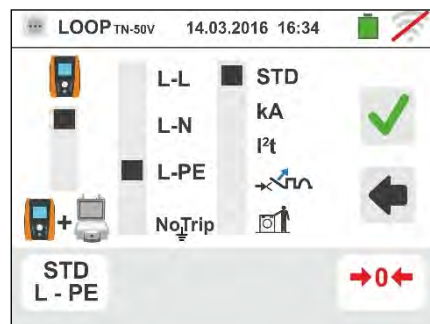 LOOP TN-50V 14.03.2016 16:34
L-L STD
L-N kA
I²t
L-PE
NoTrip
STD
L - PE
0